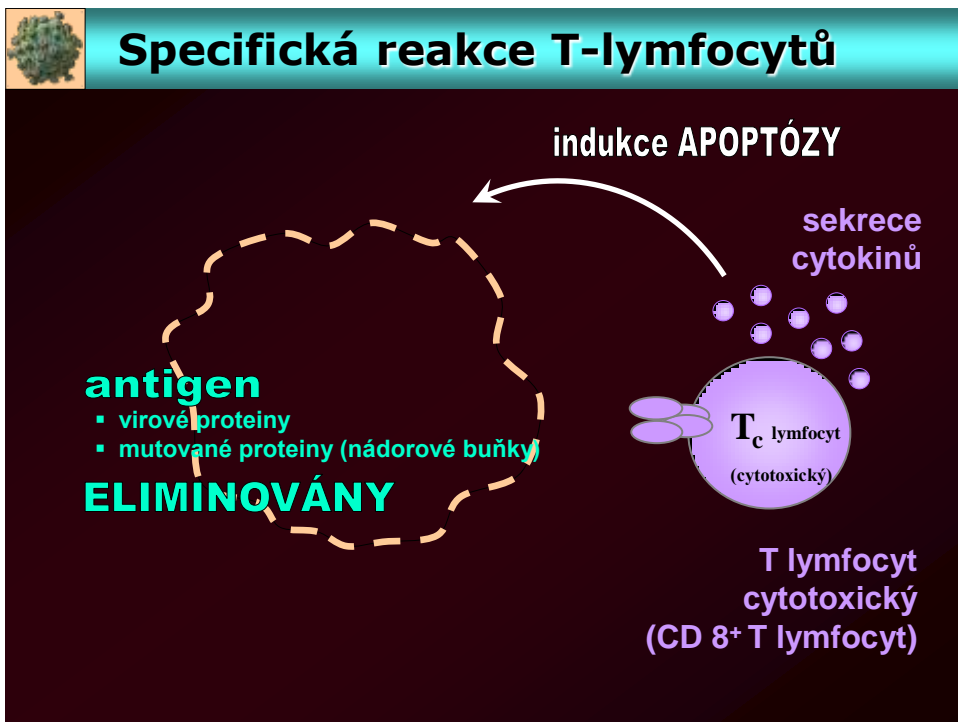 Specifická reakce T-lymfocytů
indukce APOPTÓZY
sekrece
cytokinů
antigen
▪ virové proteiny
▪ mutované proteiny (nádorové buňky)
ELIMINOVÁNY
Tc lymfocyt
(cytotoxický)
T lymfocyt
cytotoxický
(CD 8⁺ T lymfocyt)